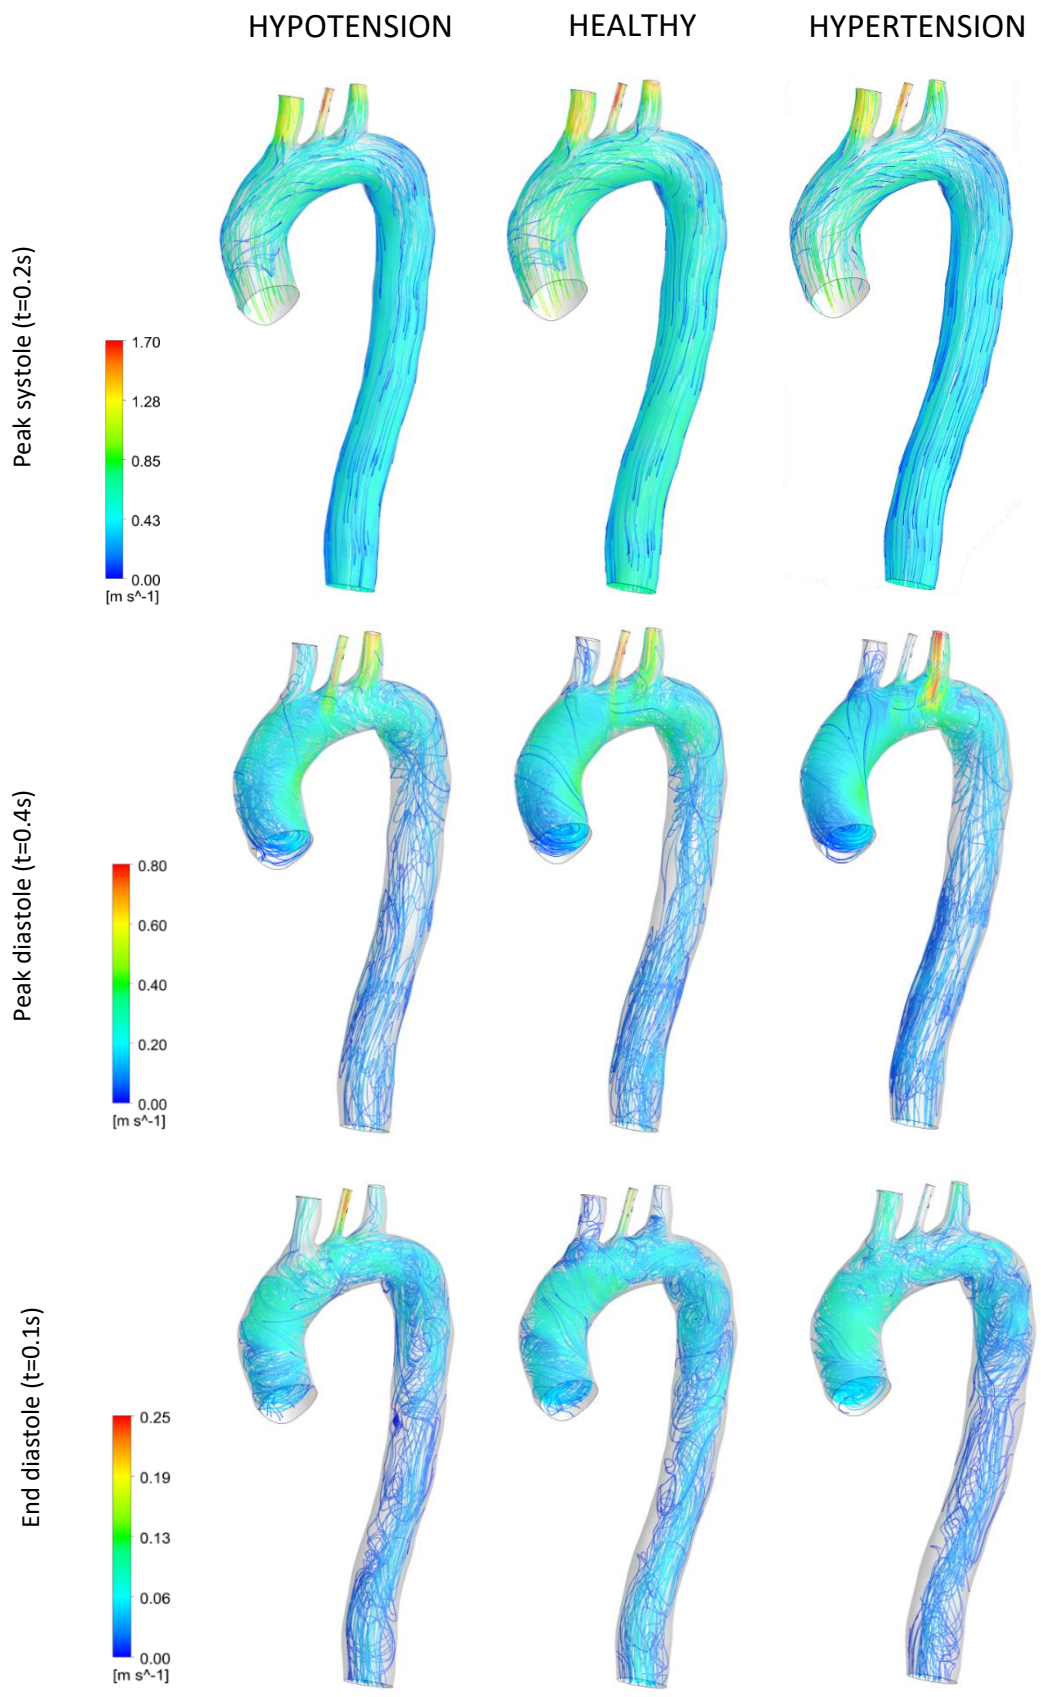 HYPOTENSION
HEALTHY
HYPERTENSION
Peak systole (t=0.2s)
1.70
1.28
0.85
0.43
0.00
[m s^-1]
Peak diastole (t=0.4s)
0.80
0.60
0.40
0.20
0.00
[m s^-1]
End diastole (t=0.1s)
0.25
0.19
0.13
0.06
0.00
[m s^-1]